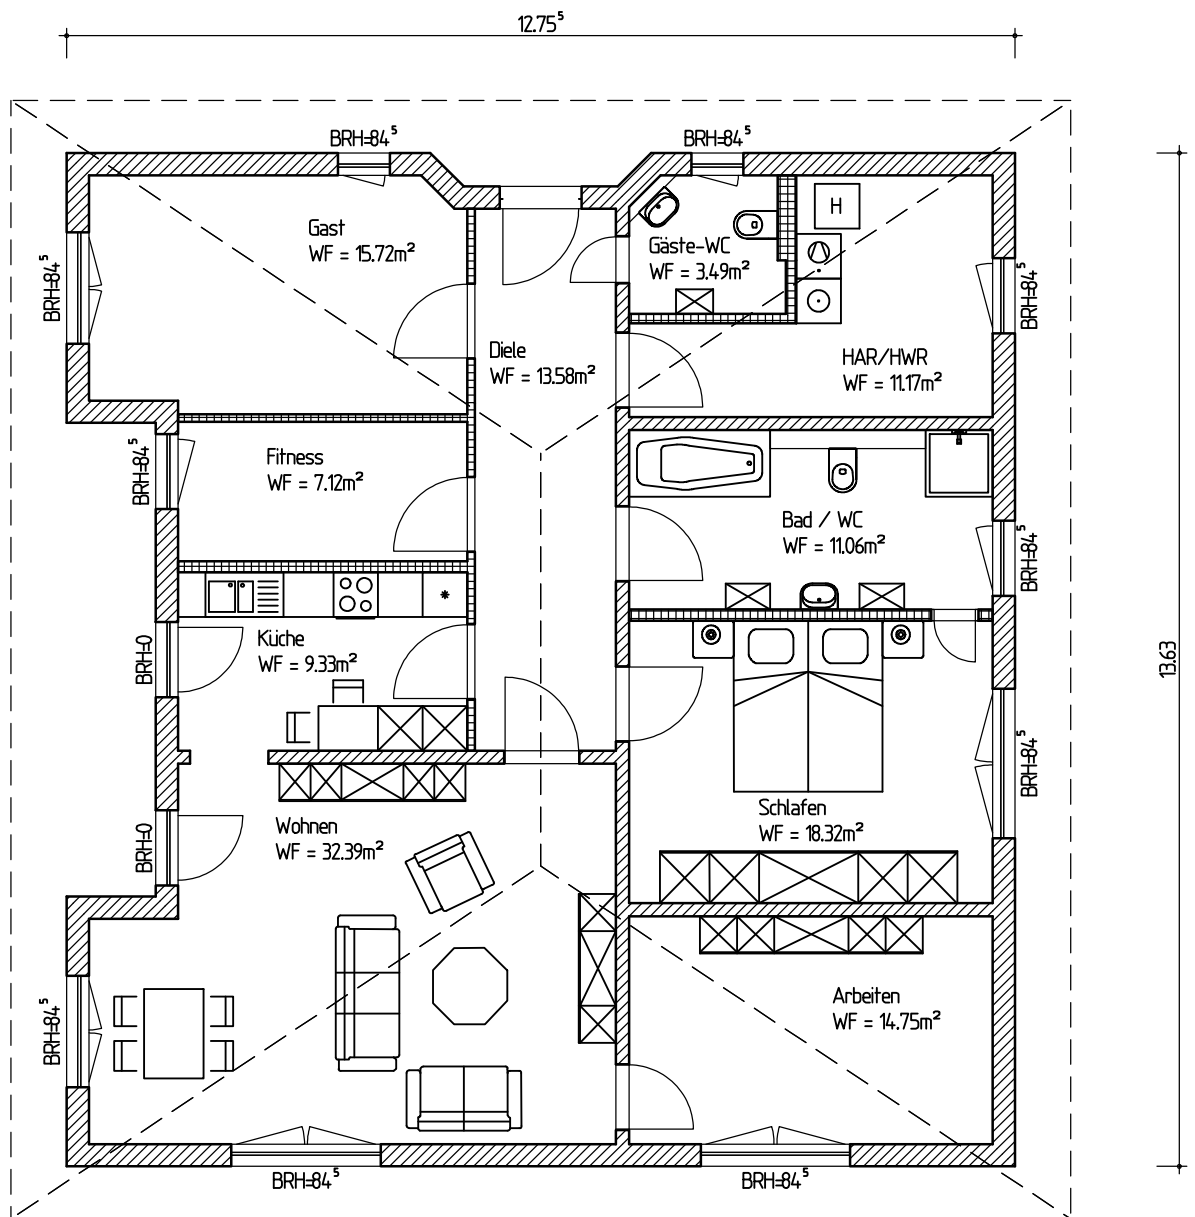 12.75⁵
BRH=84⁵
BRH=84⁵
H
Gast
WF = 15.72m²
Gäste-WC
WF = 3.49m²
BRH=84⁵
BRH=84⁵
Diele
WF = 13.58m²
HAR/HWR
WF = 11.17m²
BRH=84⁵
Fitness
WF = 7.12m²
Bad / WC
WF = 11.06m²
BRH=84⁵
Küche
WF = 9.33m²
BRH=0
13.63
BRH=84⁵
Schlafen
WF = 18.32m²
Wohnen
WF = 32.39m²
BRH=0
Arbeiten
WF = 14.75m²
BRH=84⁵
BRH=84⁵
BRH=84⁵